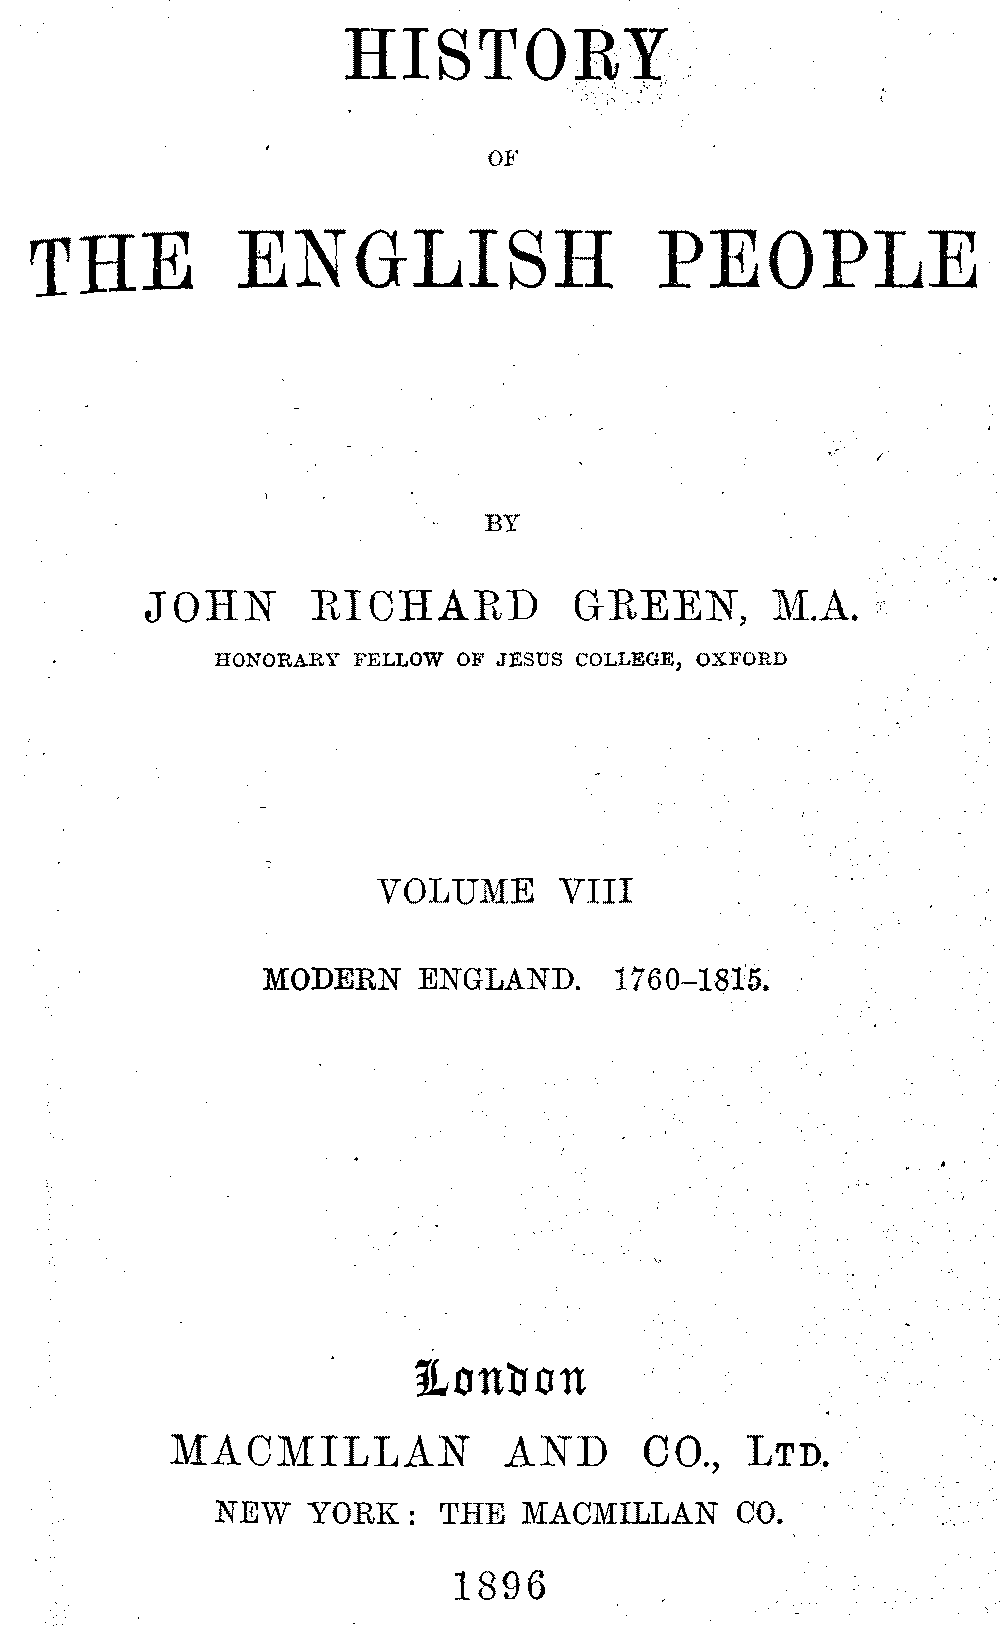 HISTORY
OF
THE ENGLISH PEOPLE
BY
JOHN RICHARD GREEN, M.A.
HONORARY FELLOW OF JESUS COLLEGE, OXFORD
VOLUME VIII
MODERN ENGLAND. 1760–1815.
London
MACMILLAN AND CO., LTD.
NEW YORK: THE MACMILLAN CO.
1896